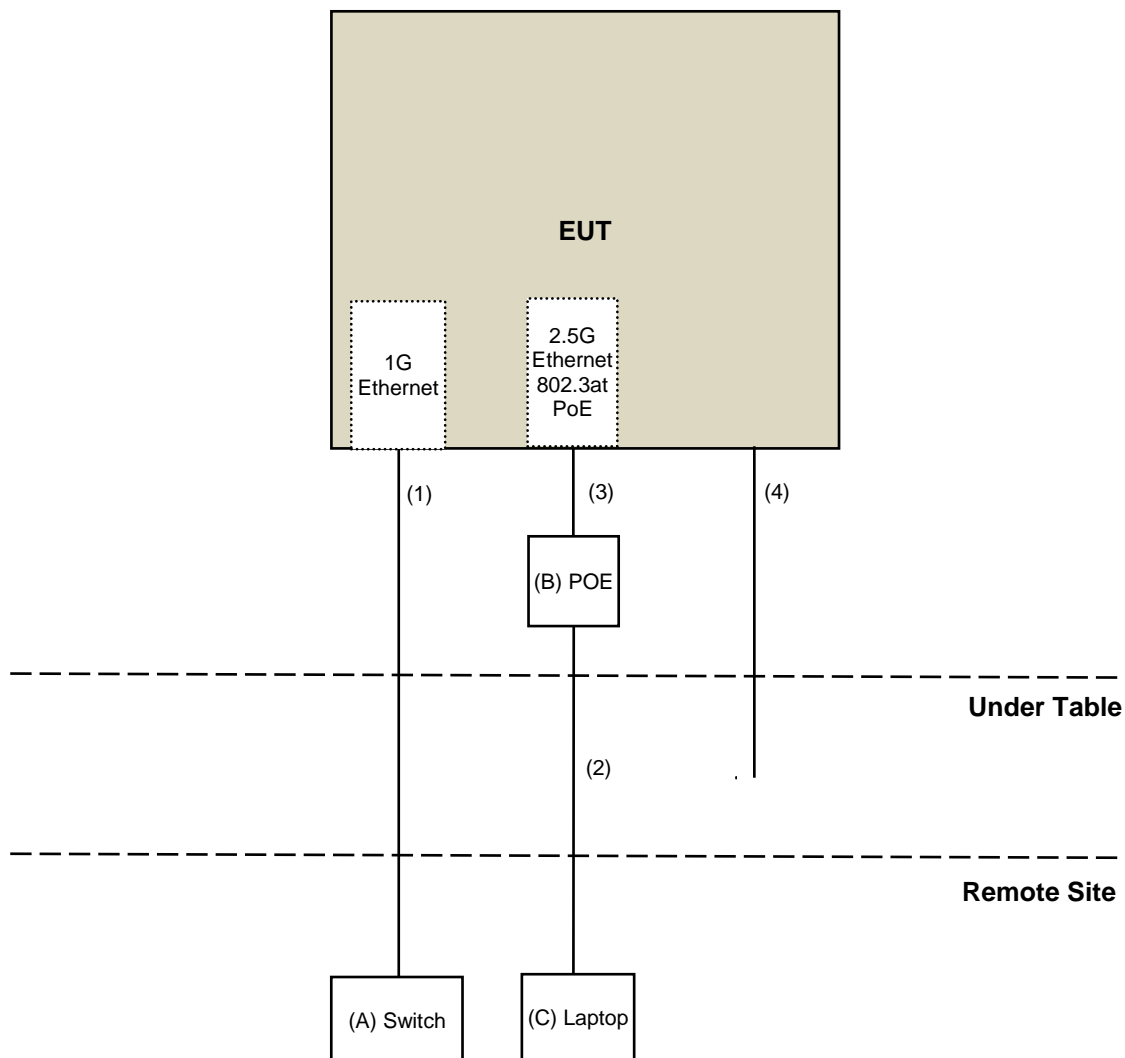 EUT
1G
Ethernet
2.5G
Ethernet
802.3at
PoE
(1)
(3)
(4)
(B) POE
Under Table
(2)
Remote Site
(A) Switch
(C) Laptop